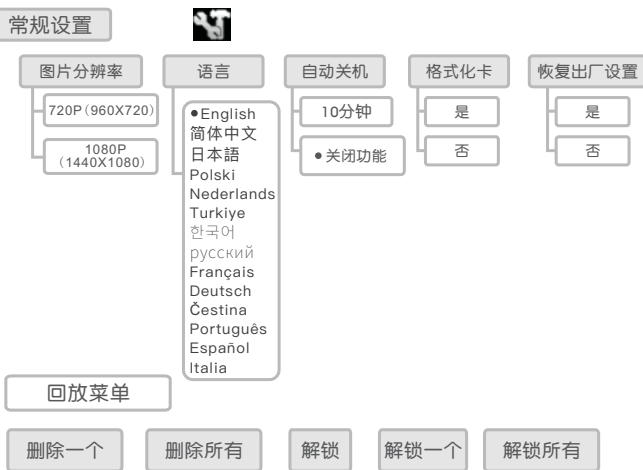 常规设置
图片分辨率
720P（960X720）
1080P
（1440X1080）
语言
●English
简体中文
日本語
Polski
Nederlands
Turkiye
한국어
русский
Français
Deutsch
Čestina
Português
Español
Italia
自动关机
10分钟
●关闭功能
格式化卡
是
否
恢复出厂设置
是
否
回放菜单
删除一个
删除所有
解锁
解锁一个
解锁所有